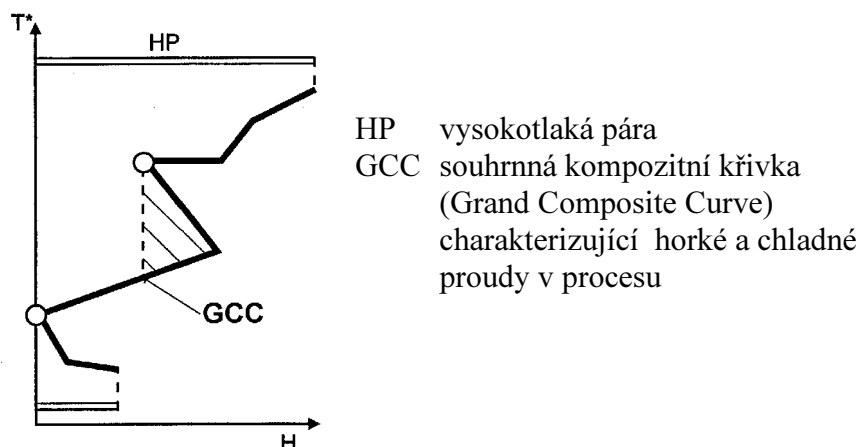 T*
HP
GCC
H
HP vysokotlaká pára
GCC souhrnná kompozitní křivka
(Grand Composite Curve)
charakterizující horké a chladné
proudy v procesu